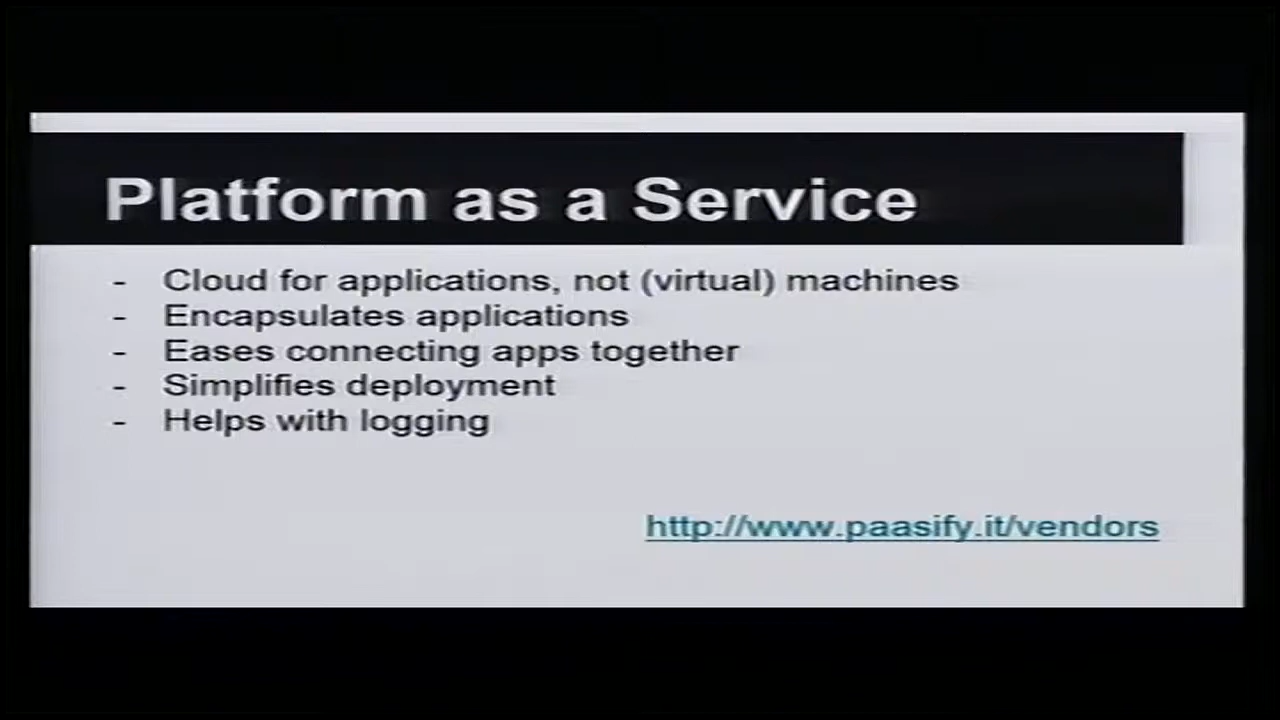 Platform as a Service
- Cloud for applications, not (virtual) machines
- Encapsulates applications
- Eases connecting apps together
- Simplifies deployment
- Helps with logging
http://www.paasify.it/vendors